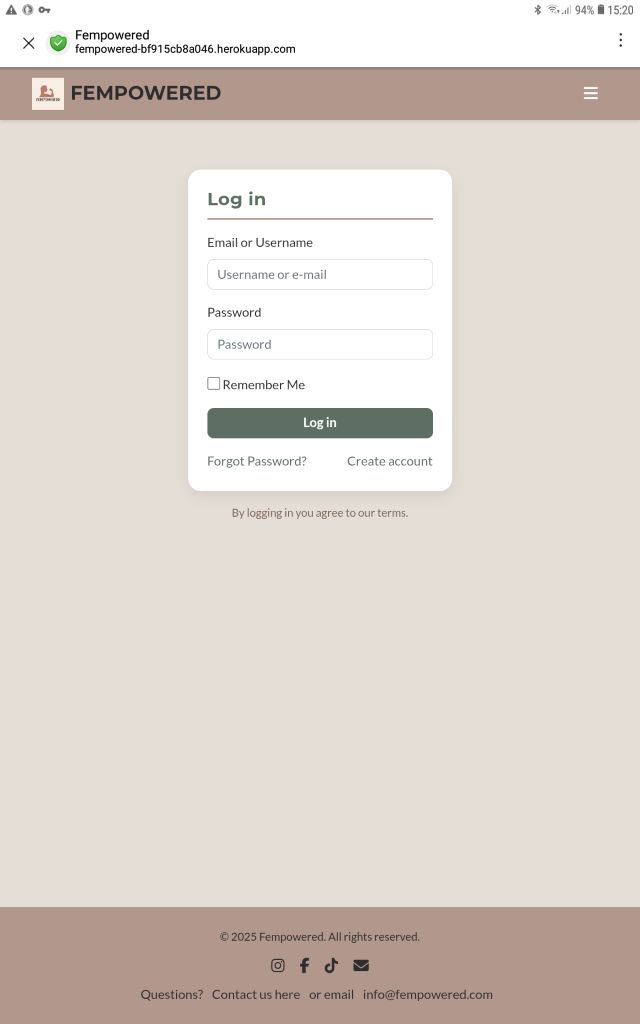 94% 15:20
Fempowered
fempowered-bf915cb8a046.herokuapp.com
FEMPOWERED FEMPOWERED
Log in
Email or Username
Username or e-mail
Password
Password
Remember Me
Log in
Forgot Password? Create account
By logging in you agree to our terms.
© 2025 Fempowered. All rights reserved.
Questions? Contact us here or email info@fempowered.com